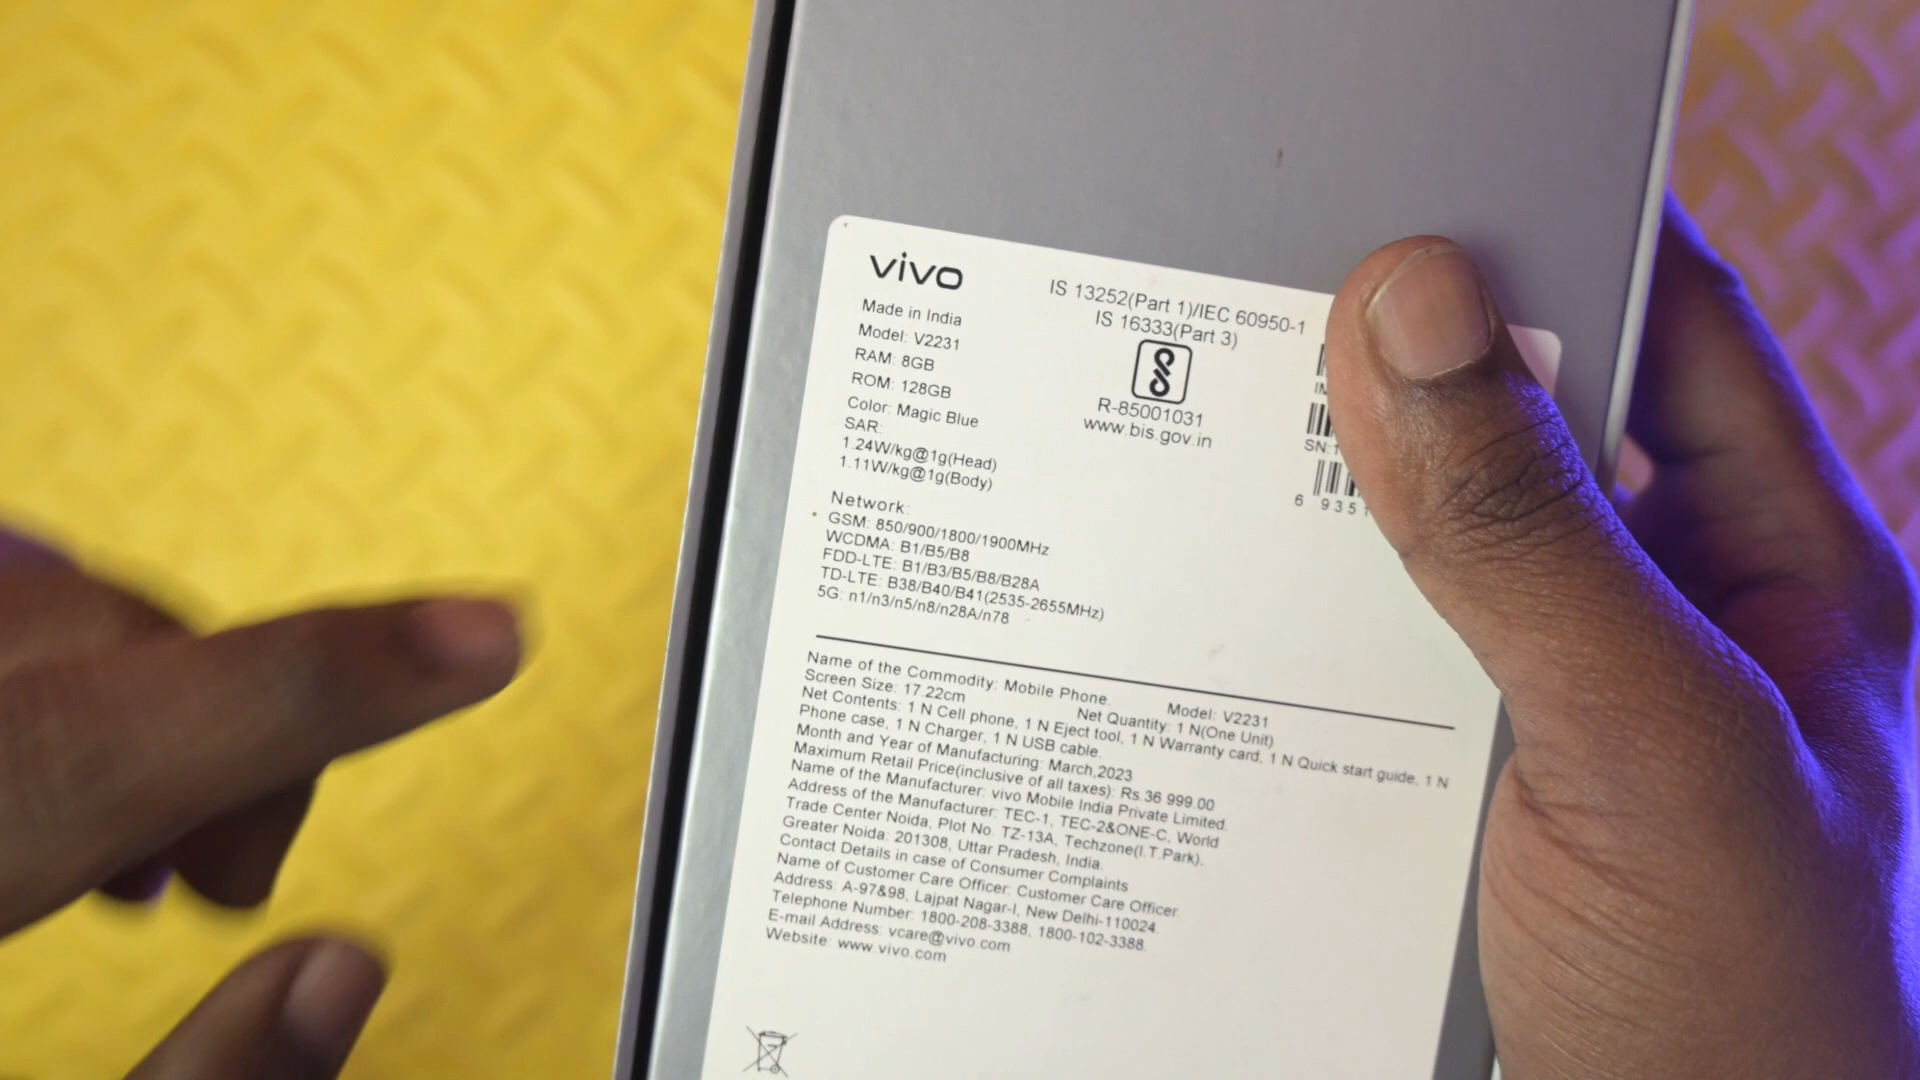 vivo
Made in India
Model: V2231
RAM: 8GB
ROM: 128GB
Color: Magic Blue
SAR:
1.24W/kg@1g(Head)
1.11W/kg@1g(Body)
Network:
GSM: 850/900/1800/1900MHz
WCDMA: B1/B5/B8
FDD-LTE: B1/B3/B5/B8/B28A
TD-LTE: B38/B40/B41(2535-2655MHz)
5G: n1/n3/n5/n8/n28A/n78
IS 13252(Part 1)/IEC 60950-1
IS 16333(Part 3)
R-85001031
www.bis.gov.in
SN:1
6 9351
Name of the Commodity: Mobile Phone. Model: V2231
Screen Size: 17.22cm Net Quantity: 1 N(One Unit)
Net Contents: 1 N Cell phone, 1 N Eject tool, 1 N Warranty card, 1 N Quick start guide, 1 N
Phone case, 1 N Charger, 1 N USB cable.
Month and Year of Manufacturing: March,2023
Maximum Retail Price(inclusive of all taxes): Rs.36 999.00
Name of the Manufacturer: vivo Mobile India Private Limited.
Address of the Manufacturer: TEC-1, TEC-2&ONE-C, World
Trade Center Noida, Plot No. TZ-13A, Techzone(I.T.Park),
Greater Noida: 201308, Uttar Pradesh, India.
Contact Details in case of Consumer Complaints
Name of Customer Care Officer: Customer Care Officer.
Address: A-97&98, Lajpat Nagar-I, New Delhi-110024.
Telephone Number: 1800-208-3388, 1800-102-3388.
E-mail Address: vcare@vivo.com
Website: www.vivo.com